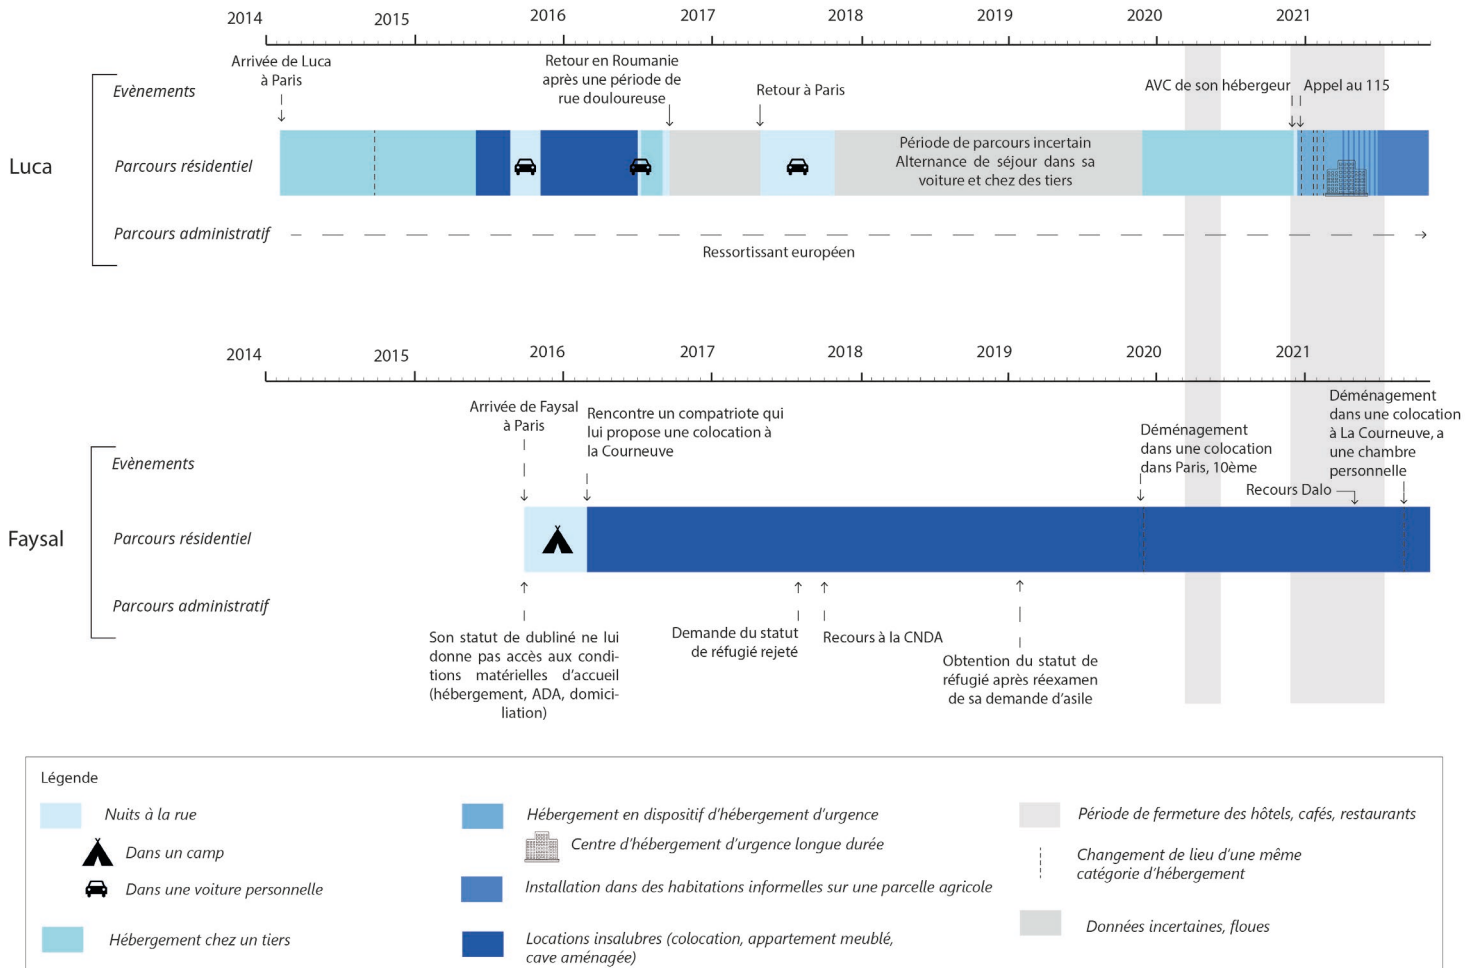 2014 2015 2016 2017 2018 2019 2020 2021
Arrivée de Luca
à Paris
Retour en Roumanie
après une période de
rue douloureuse
Retour à Paris
AVC de son hébergeur
Appel au 115
Evènements
Luca
Parcours résidentiel
Période de parcours incertain
Alternance de séjour dans sa
voiture et chez des tiers
Parcours administratif
Ressortissant européen
2014 2015 2016 2017 2018 2019 2020 2021
Arrivée de Faysal
à Paris
Rencontre un compatriote qui
lui propose une colocation à
la Courneuve
Déménagement
dans une colocation
dans Paris, 10ème
Déménagement
dans une colocation
à La Courneuve, a
une chambre
personnelle
Recours Dalo
Evènements
Faysal
Parcours résidentiel
Parcours administratif
Son statut de dubliné ne lui
donne pas accès aux condi-
tions matérielles d'accueil
(hébergement, ADA, domici-
liation)
Demande du statut
de réfugié rejeté
Recours à la CNDA
Obtention du statut de
réfugié après réexamen
de sa demande d'asile
Légende
Nuits à la rue
Dans un camp
Dans une voiture personnelle
Hébergement chez un tiers
Hébergement en dispositif d'hébergement d'urgence
Centre d'hébergement d'urgence longue durée
Installation dans des habitations informelles sur une parcelle agricole
Locations insalubres (colocation, appartement meublé,
cave aménagée)
Période de fermeture des hôtels, cafés, restaurants
Changement de lieu d'une même
catégorie d'hébergement
Données incertaines, floues